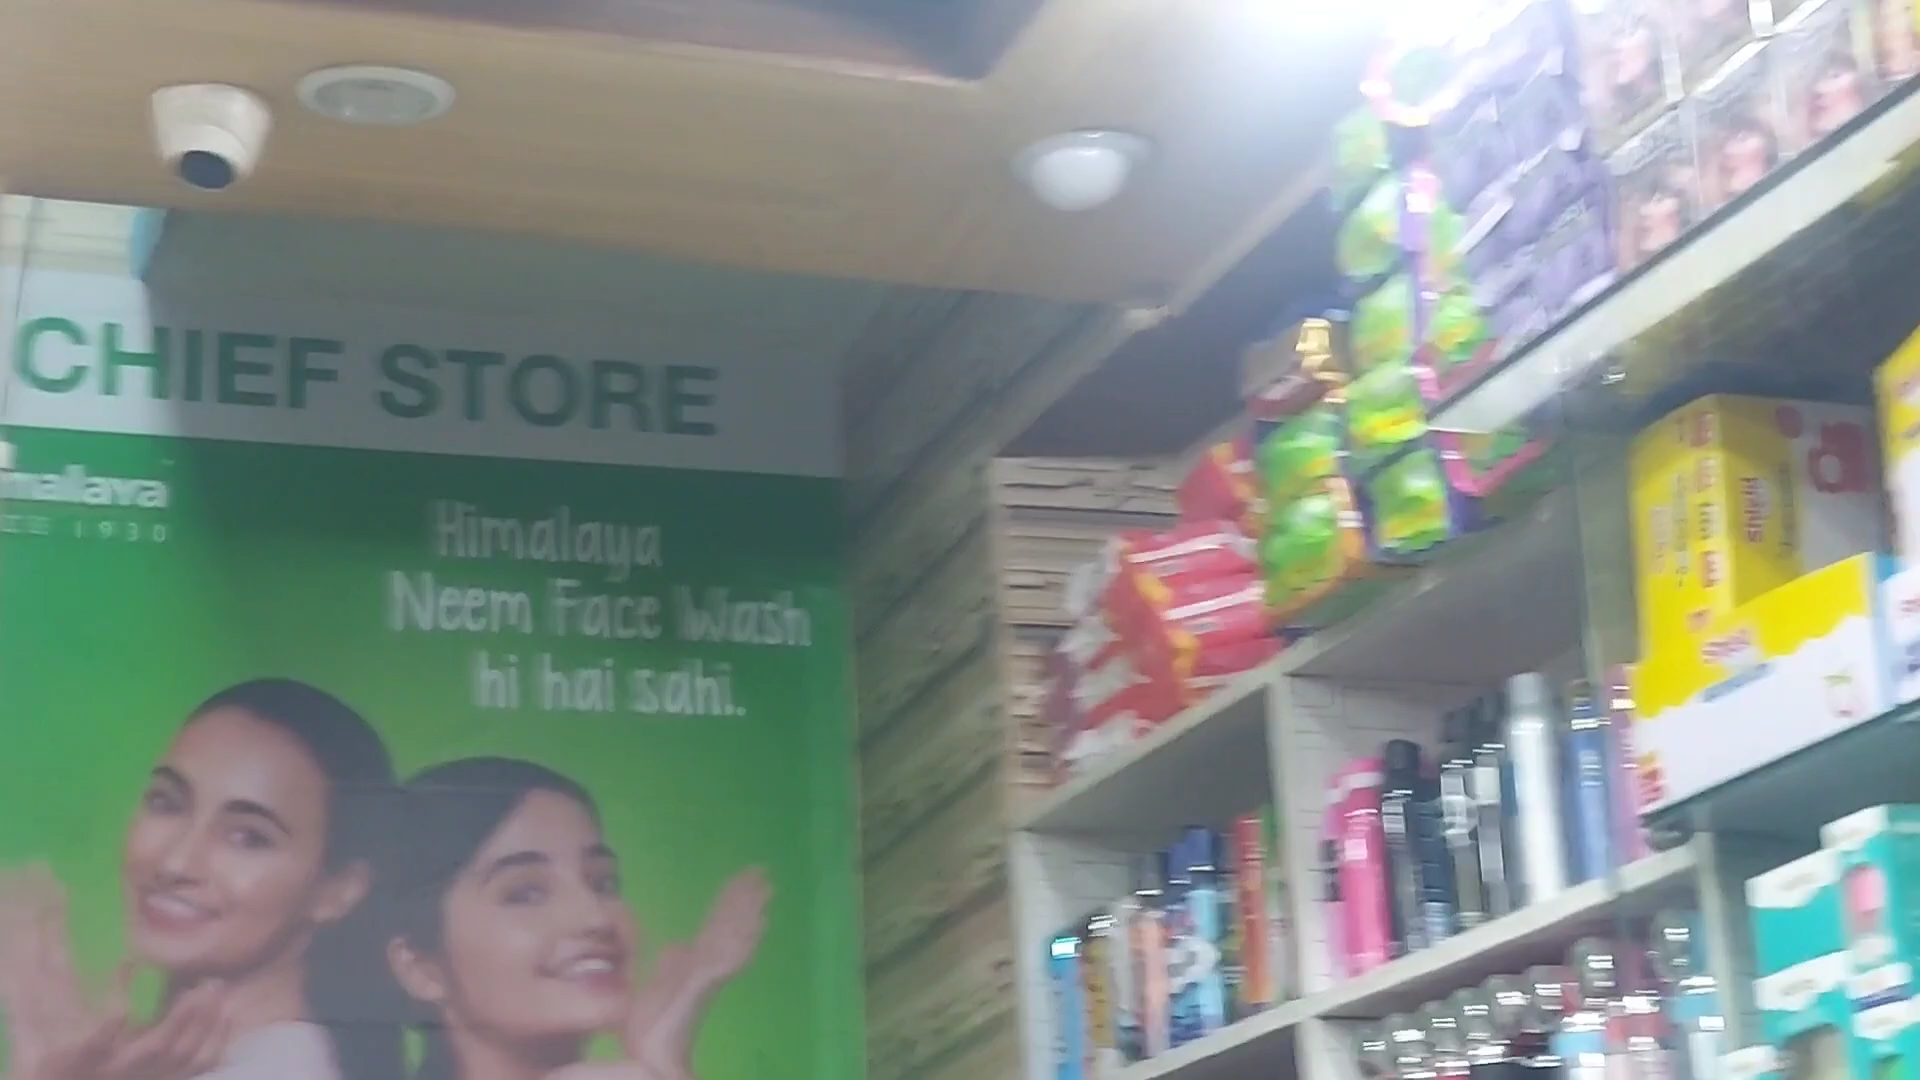 CHIEF STORE
malaya
1930
Himalaya
Neem Face Wash
hi hai sahi..